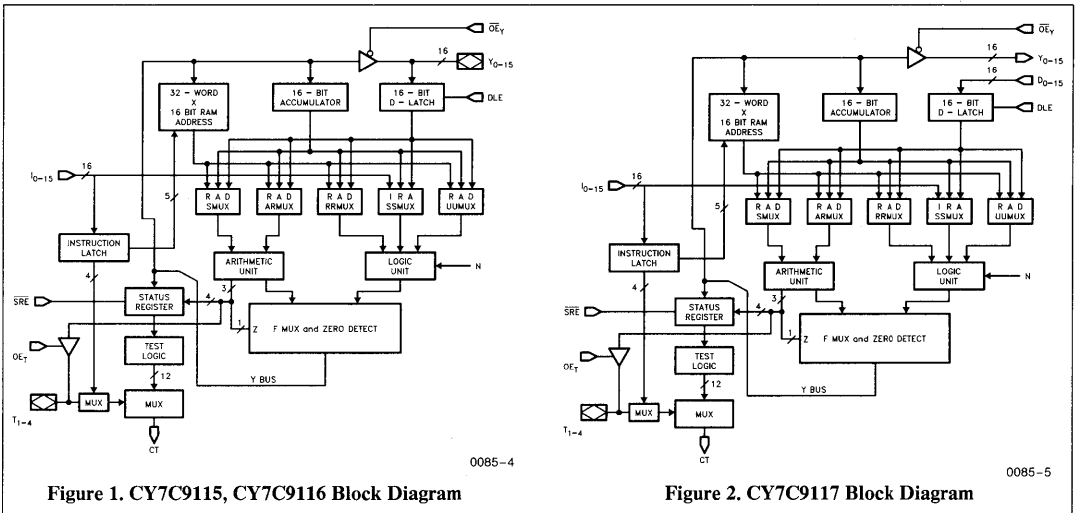 OE̅Y
16
Y0–15
32 - WORD
X
16 BIT RAM
ADDRESS
16 - BIT
ACCUMULATOR
16 - BIT
D - LATCH
DLE
I0–15
16
5
R A D
SMUX
R A D
ARMUX
R A D
RRMUX
I R A
SSMUX
R A D
UUMUX
INSTRUCTION
LATCH
4
ARITHMETIC
UNIT
LOGIC
UNIT
N
3
SRE
STATUS
REGISTER
4
1
Z
F MUX and ZERO DETECT
OET
TEST
LOGIC
12
Y BUS
T1–4
MUX
MUX
CT
0085-4
Figure 1. CY7C9115, CY7C9116 Block Diagram
OEY
16
Y0–15
16
D0–15
32 - WORD
X
16 BIT RAM
ADDRESS
16 - BIT
ACCUMULATOR
16 - BIT
D - LATCH
DLE
I0–15
16
5
R A D
SMUX
R A D
ARMUX
R A D
RRMUX
I R A
SSMUX
R A D
UUMUX
INSTRUCTION
LATCH
4
ARITHMETIC
UNIT
LOGIC
UNIT
N
3
SRE
STATUS
REGISTER
4
1
Z
F MUX and ZERO DETECT
OET
TEST
LOGIC
12
Y BUS
T1–4
MUX
MUX
CT
0085-5
Figure 2. CY7C9117 Block Diagram